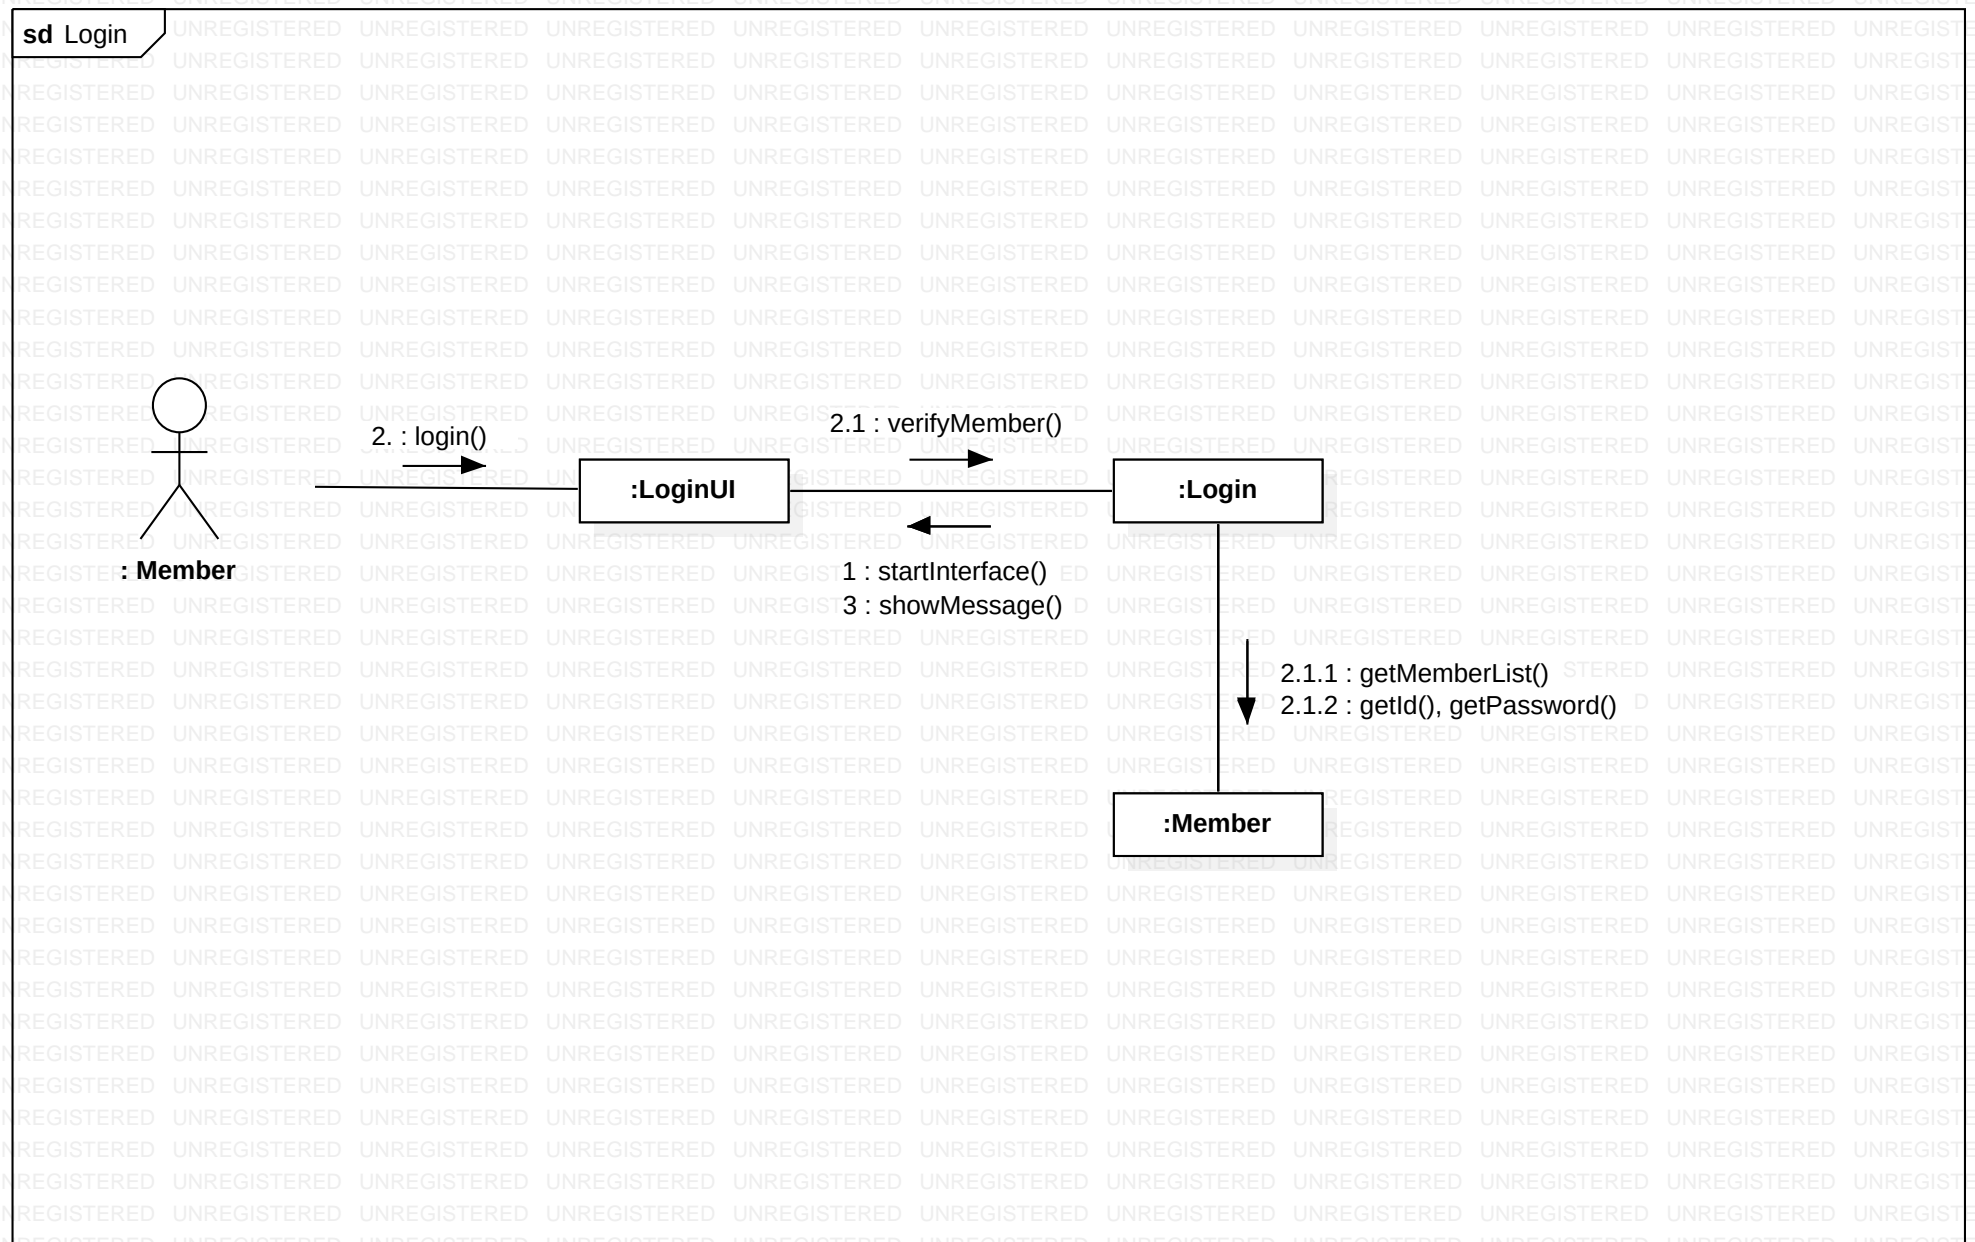 sd Login
2. : login()
2.1 : verifyMember()
:LoginUI
:Login
: Member
1 : startInterface()
3 : showMessage()
2.1.1 : getMemberList()
2.1.2 : getId(), getPassword()
:Member
UNREGISTERED